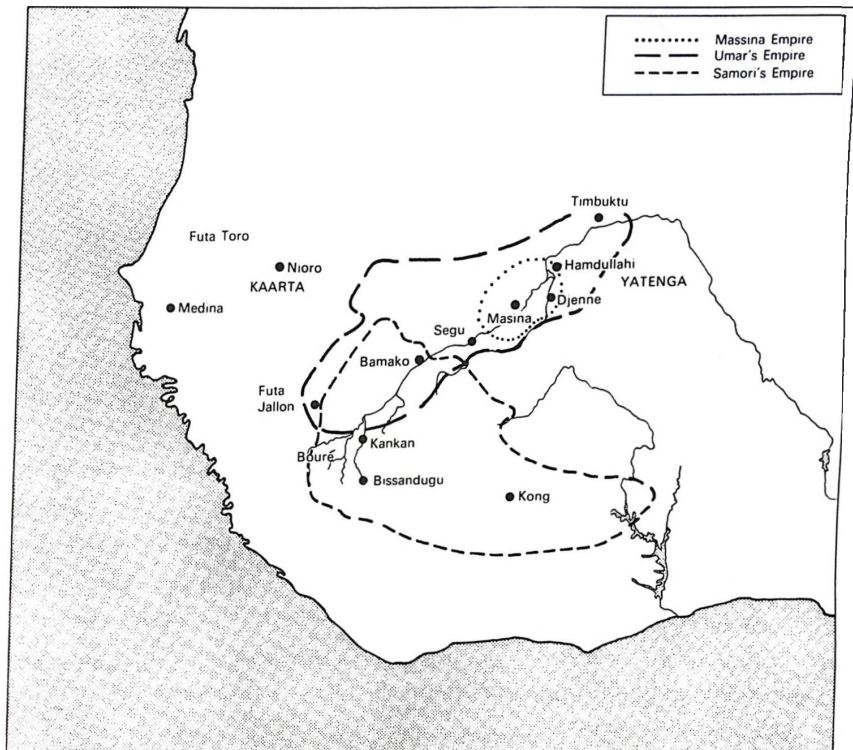 Massina Empire
Umar's Empire
Samori's Empire
Timbuktu
Futa Toro
Nioro
KAARTA
Hamdullahi
YATENGA
Medina
Masina
Djenne
Segu
Bamako
Futa
Jallon
Kankan
Bouré
Bissandugu
Kong